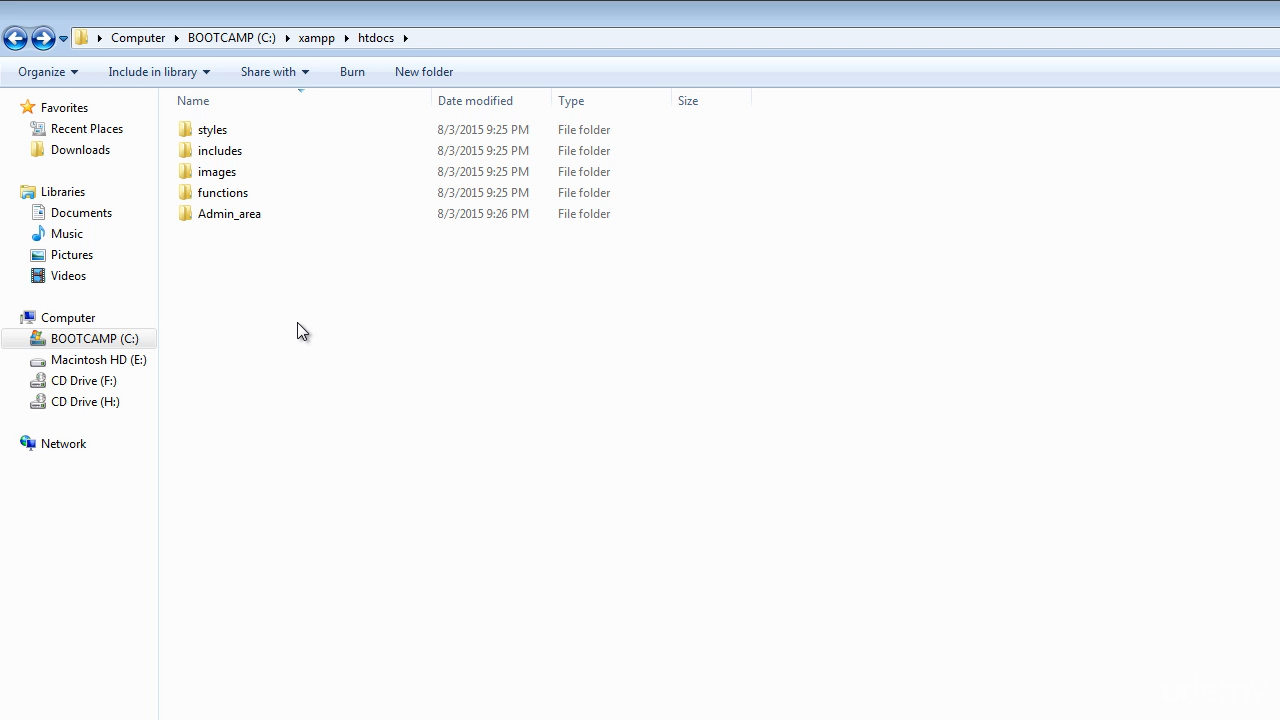 Computer BOOTCAMP (C:) xampp htdocs
Organize Include in library Share with Burn New folder
Name Date modified Type Size
Favorites
Recent Places
Downloads
Libraries
Documents
Music
Pictures
Videos
Computer
BOOTCAMP (C:)
Macintosh HD (E:)
CD Drive (F:)
CD Drive (H:)
Network
styles 8/3/2015 9:25 PM File folder
includes 8/3/2015 9:25 PM File folder
images 8/3/2015 9:25 PM File folder
functions 8/3/2015 9:25 PM File folder
Admin_area 8/3/2015 9:26 PM File folder